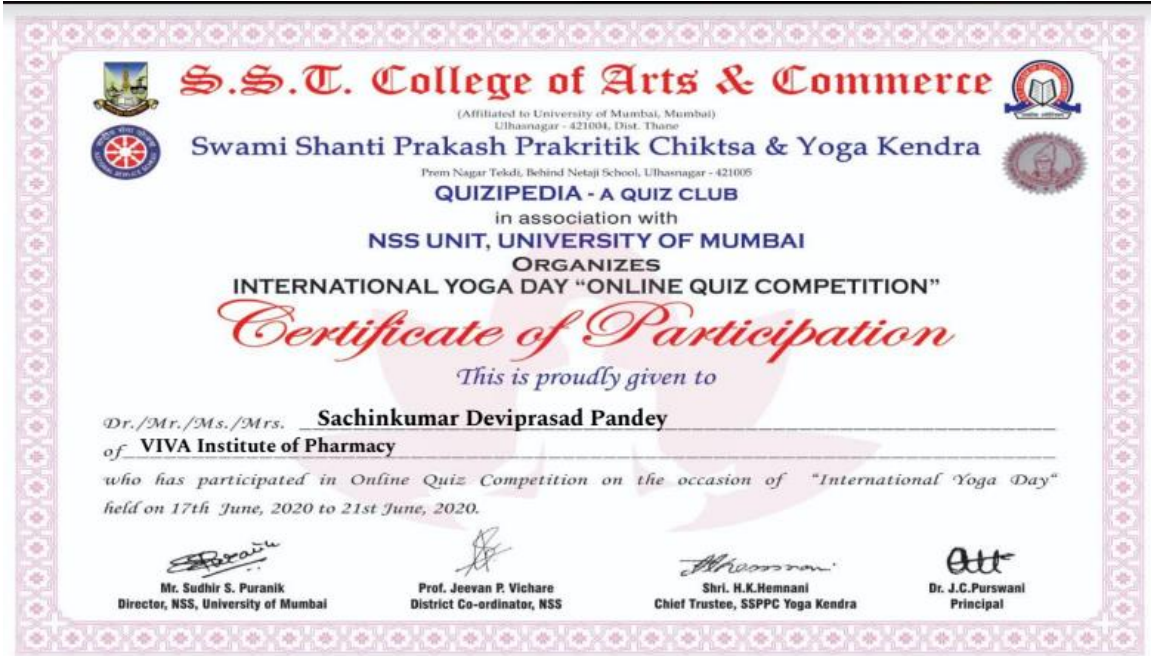 S.S.T. College of Arts & Commerce
(Affiliated to University of Mumbai, Mumbai)
Ulhasnagar - 421004, Dist. Thane
Swami Shanti Prakash Prakritik Chiktsa & Yoga Kendra
Prem Nagar Tekdi, Behind Netaji School, Ulhasnagar - 421005
QUIZIPEDIA - A QUIZ CLUB
in association with
NSS UNIT, UNIVERSITY OF MUMBAI
ORGANIZES
INTERNATIONAL YOGA DAY “ONLINE QUIZ COMPETITION”
Certificate of Participation
This is proudly given to
Dr./Mr./Ms./Mrs. Sachinkumar Deviprasad Pandey
of VIVA Institute of Pharmacy
who has participated in Online Quiz Competition on the occasion of “International Yoga Day“
held on 17th June, 2020 to 21st June, 2020.
Mr. Sudhir S. Puranik
Director, NSS, University of Mumbai
Prof. Jeevan P. Vichare
District Co-ordinator, NSS
Shri. H.K.Hemnani
Chief Trustee, SSPPC Yoga Kendra
Dr. J.C.Purswani
Principal